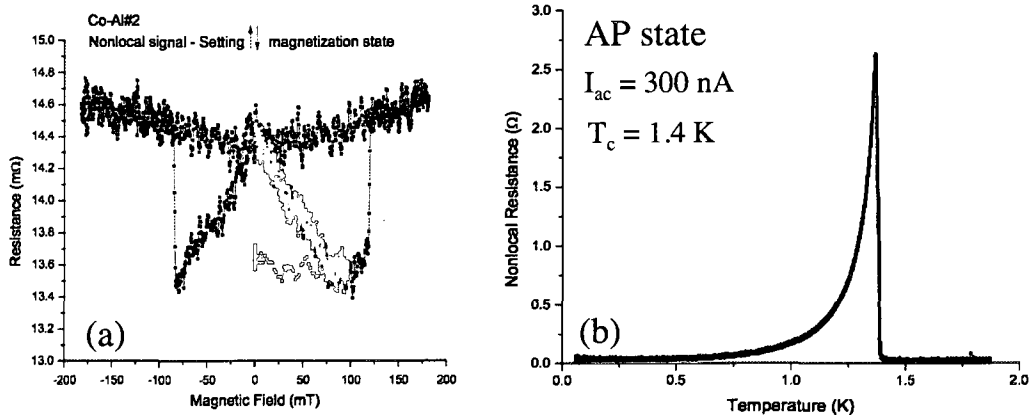 Co-Al#2
Nonlocal signal - Setting magnetization state
15.0
14.8
14.6
14.4
14.2
14.0
13.8
13.6
13.4
13.2
13.0
Resistance (mΩ)
-200 -150 -100 -50 0 50 100 150 200
Magnetic Field (mT)
(a)
AP state
I_ac = 300 nA
T_c = 1.4 K
3.0
2.5
2.0
1.5
1.0
0.5
0.0
Nonlocal Resistance (Ω)
0.0 0.5 1.0 1.5 2.0
Temperature (K)
(b)